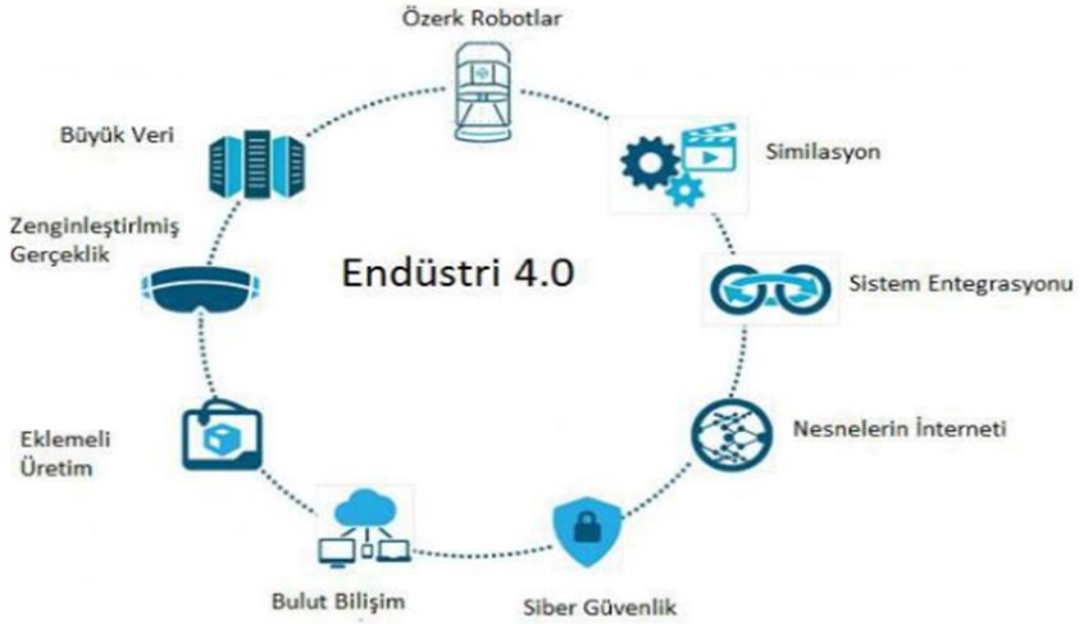 Özerk Robotlar
Büyük Veri
Similasyon
Zenginleştirlmiş
Gerçeklik
Endüstri 4.0
Sistem Entegrasyonu
Eklemeli
Üretim
Nesnelerin İnterneti
Bulut Bilişim
Siber Güvenlik